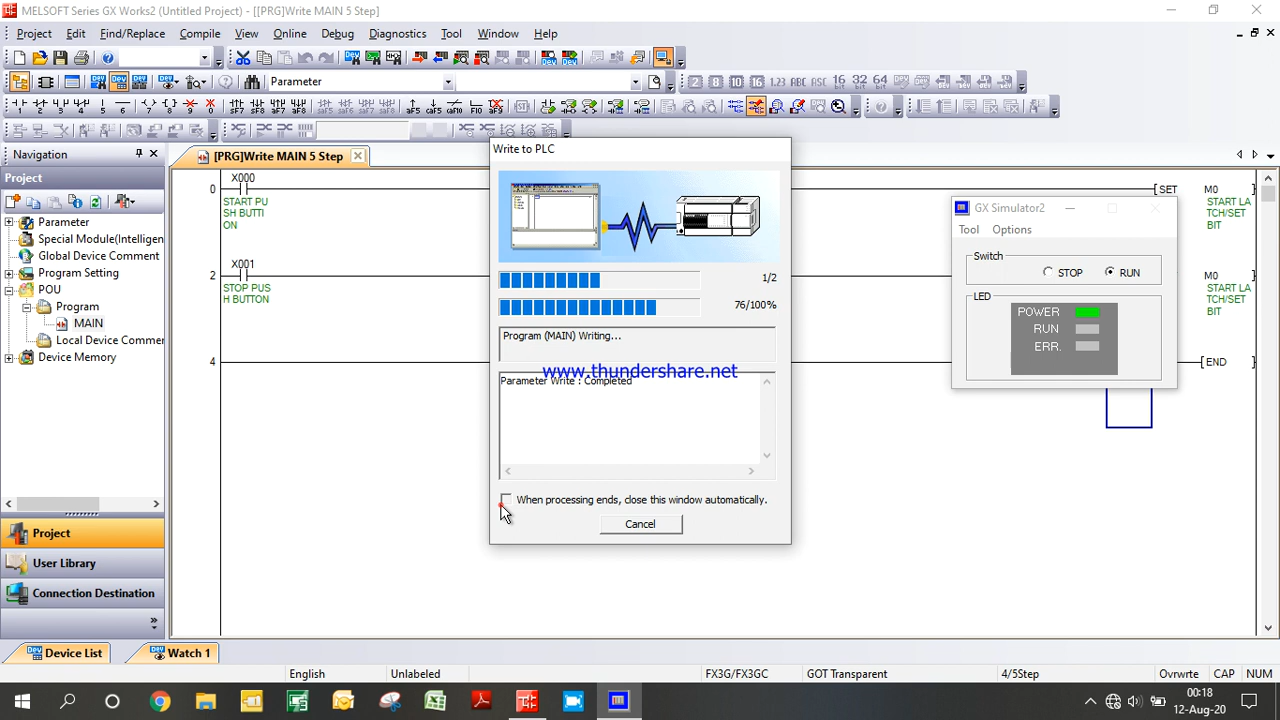 MELSOFT Series GX Works2 (Untitled Project) - [[PRG]Write MAIN 5 Step]
Project Edit Find/Replace Compile View Online Debug Diagnostics Tool Window Help
Parameter
Navigation
[PRG]Write MAIN 5 Step
Project
Parameter
Special Module(Intelligen
Global Device Comment
Program Setting
POU
Program
MAIN
Local Device Commer
Device Memory
Project
User Library
Connection Destination
0 X000
START PU
SH BUTTI
ON
2 X001
STOP PUS
H BUTTON
4
Write to PLC
1/2
76/100%
Program (MAIN) Writing...
www.thundershare.net
Parameter Write : Completed
When processing ends, close this window automatically.
Cancel
[SET M0 ]
START LA
TCH/SET
BIT
M0 ]
START LA
TCH/SET
BIT
[END ]
GX Simulator2
Tool Options
Switch
STOP RUN
LED
POWER
RUN
ERR.
Device List Watch 1
English Unlabeled FX3G/FX3GC GOT Transparent 4/5Step Ovrwrte CAP NUM
00:18
12-Aug-20